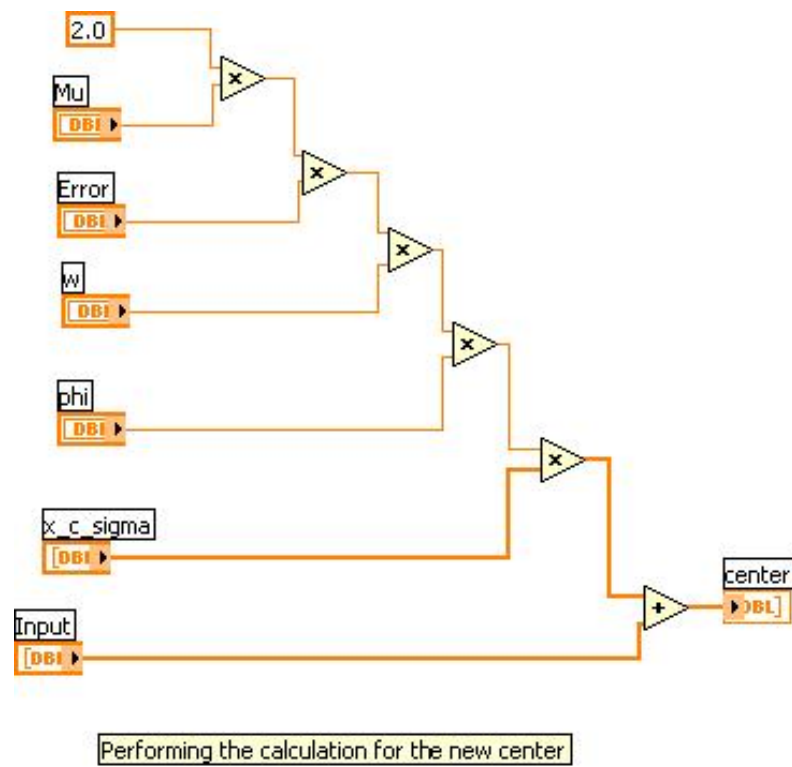 2.0
Mu
DBL
Error
DBL
w
DBL
phi
DBL
x_c_sigma
[DBL
Input
[DBL
center
DBL]
Performing the calculation for the new center